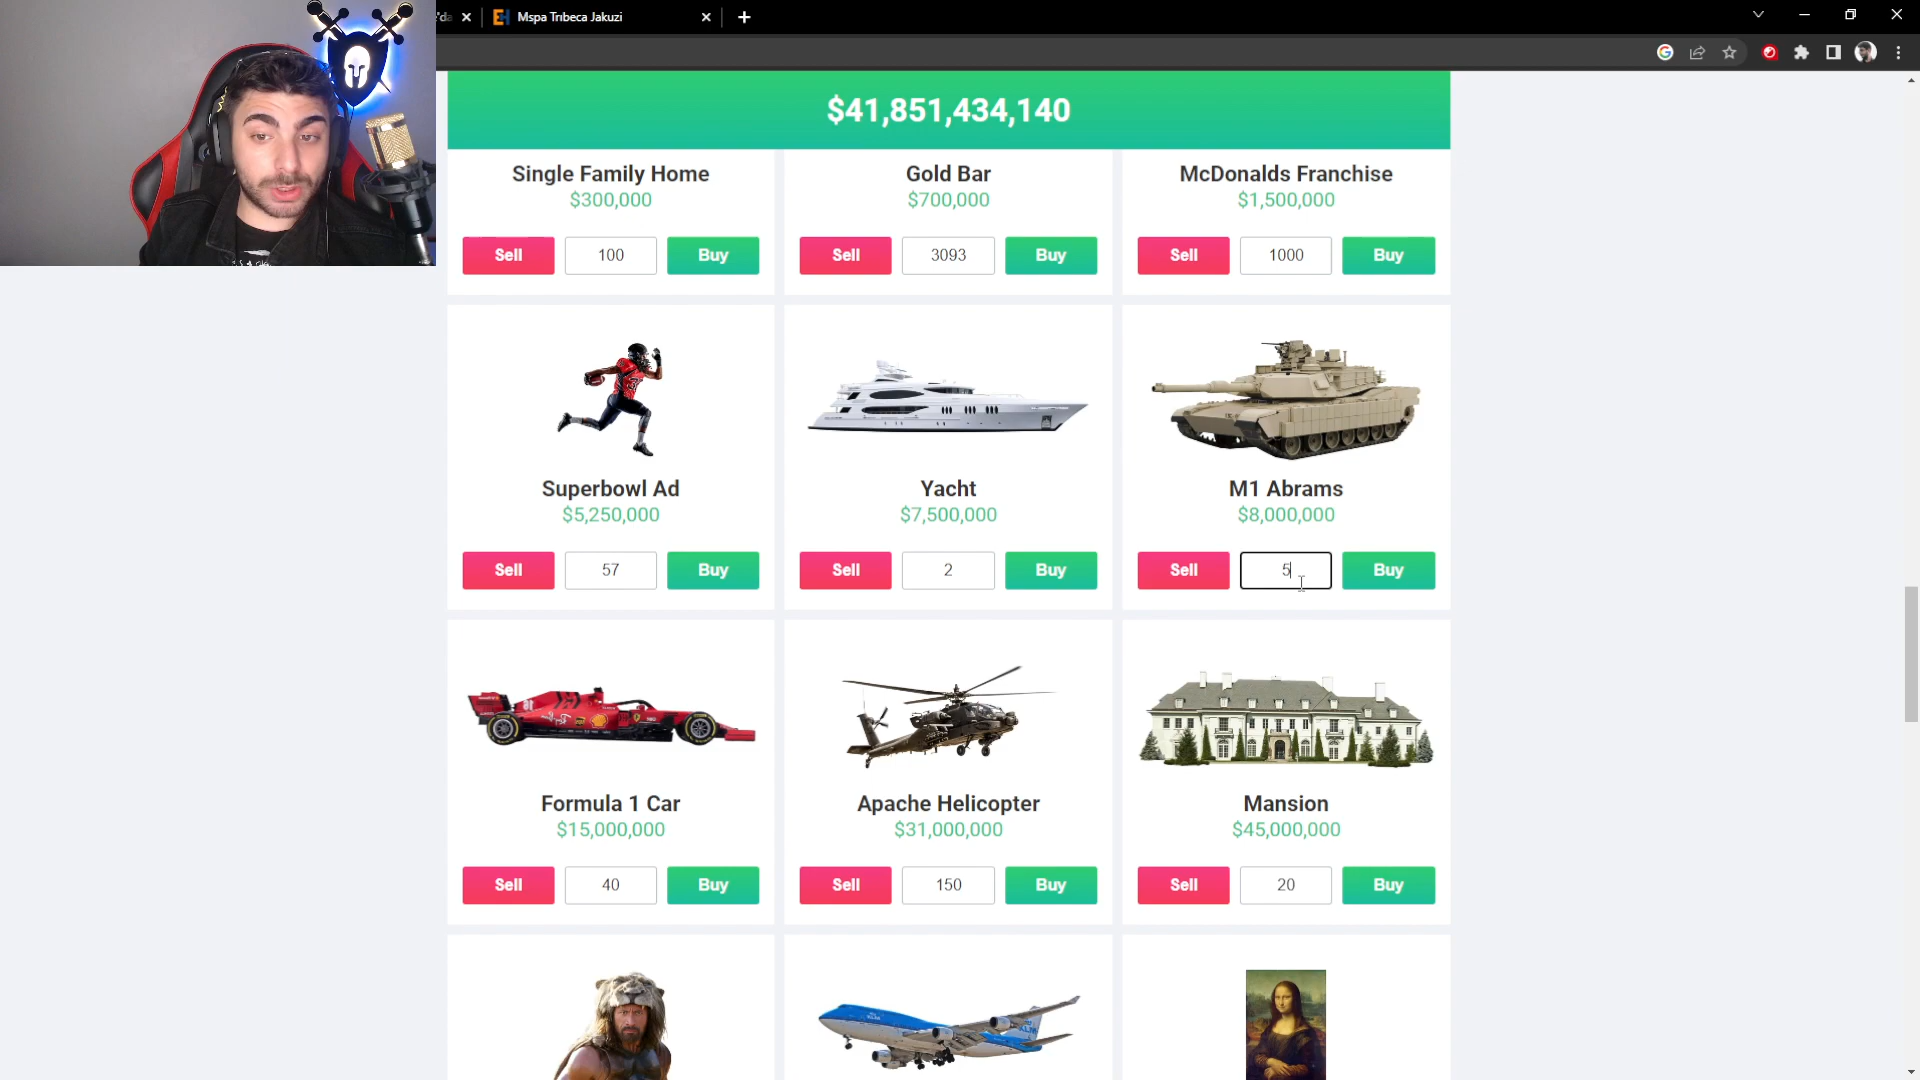 'da
Mspa Tribeca Jakuzi
$41,851,434,140
Single Family Home
$300,000
Sell 100 Buy
Gold Bar
$700,000
Sell 3093 Buy
McDonalds Franchise
$1,500,000
Sell 1000 Buy
Superbowl Ad
$5,250,000
Sell 57 Buy
Yacht
$7,500,000
Sell 2 Buy
M1 Abrams
$8,000,000
Sell 5 Buy
Formula 1 Car
$15,000,000
Sell 40 Buy
Apache Helicopter
$31,000,000
Sell 150 Buy
Mansion
$45,000,000
Sell 20 Buy